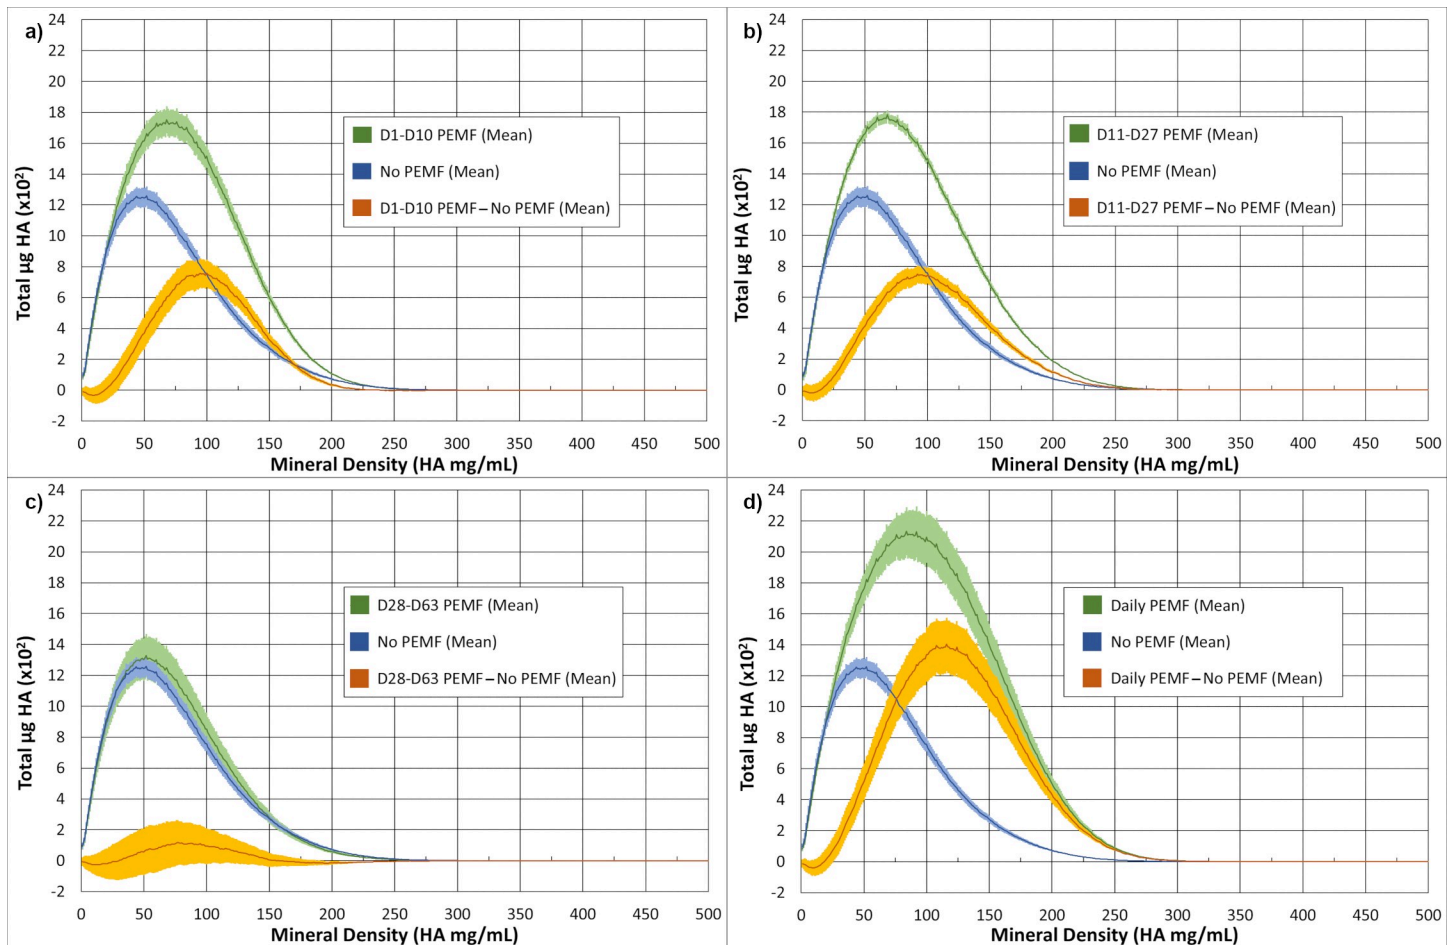 a)
24
22
20
18
16
14
12
10
8
6
4
2
0
-2
Total µg HA (x10²)
D1-D10 PEMF (Mean)
No PEMF (Mean)
D1-D10 PEMF – No PEMF (Mean)
0 50 100 150 200 250 300 350 400 450 500
Mineral Density (HA mg/mL)
b)
24
22
20
18
16
14
12
10
8
6
4
2
0
-2
Total µg HA (x10²)
D11-D27 PEMF (Mean)
No PEMF (Mean)
D11-D27 PEMF – No PEMF (Mean)
0 50 100 150 200 250 300 350 400 450 500
Mineral Density (HA mg/mL)
c)
24
22
20
18
16
14
12
10
8
6
4
2
0
-2
Total µg HA (x10²)
D28-D63 PEMF (Mean)
No PEMF (Mean)
D28-D63 PEMF – No PEMF (Mean)
0 50 100 150 200 250 300 350 400 450 500
Mineral Density (HA mg/mL)
d)
24
22
20
18
16
14
12
10
8
6
4
2
0
-2
Total µg HA (x10²)
Daily PEMF (Mean)
No PEMF (Mean)
Daily PEMF – No PEMF (Mean)
0 50 100 150 200 250 300 350 400 450 500
Mineral Density (HA mg/mL)